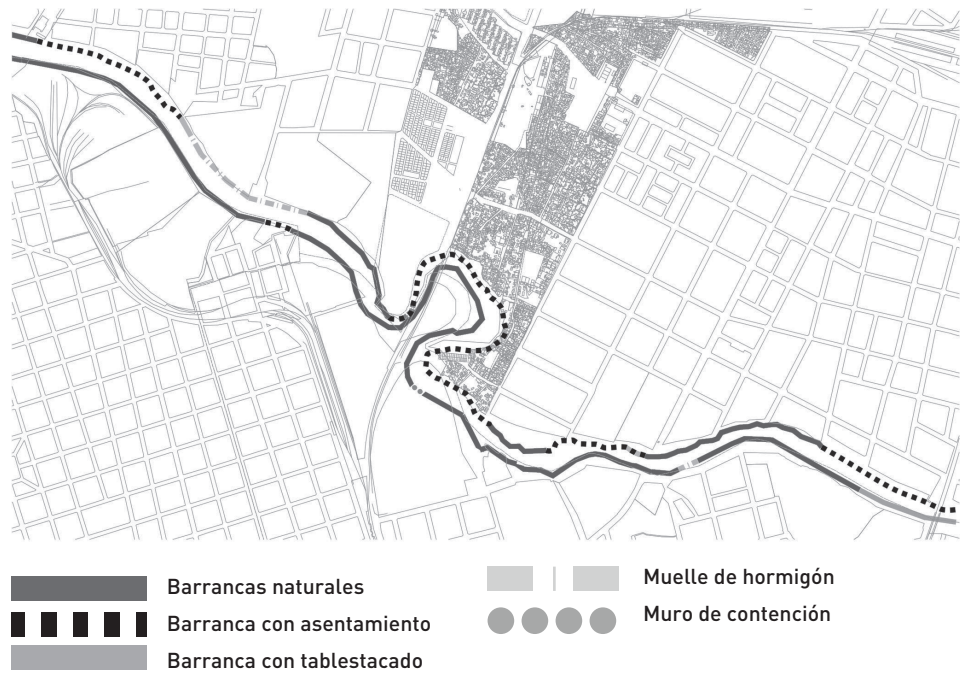 Barrancas naturales
Barranca con asentamiento
Barranca con tablestacado
Muelle de hormigón
Muro de contención